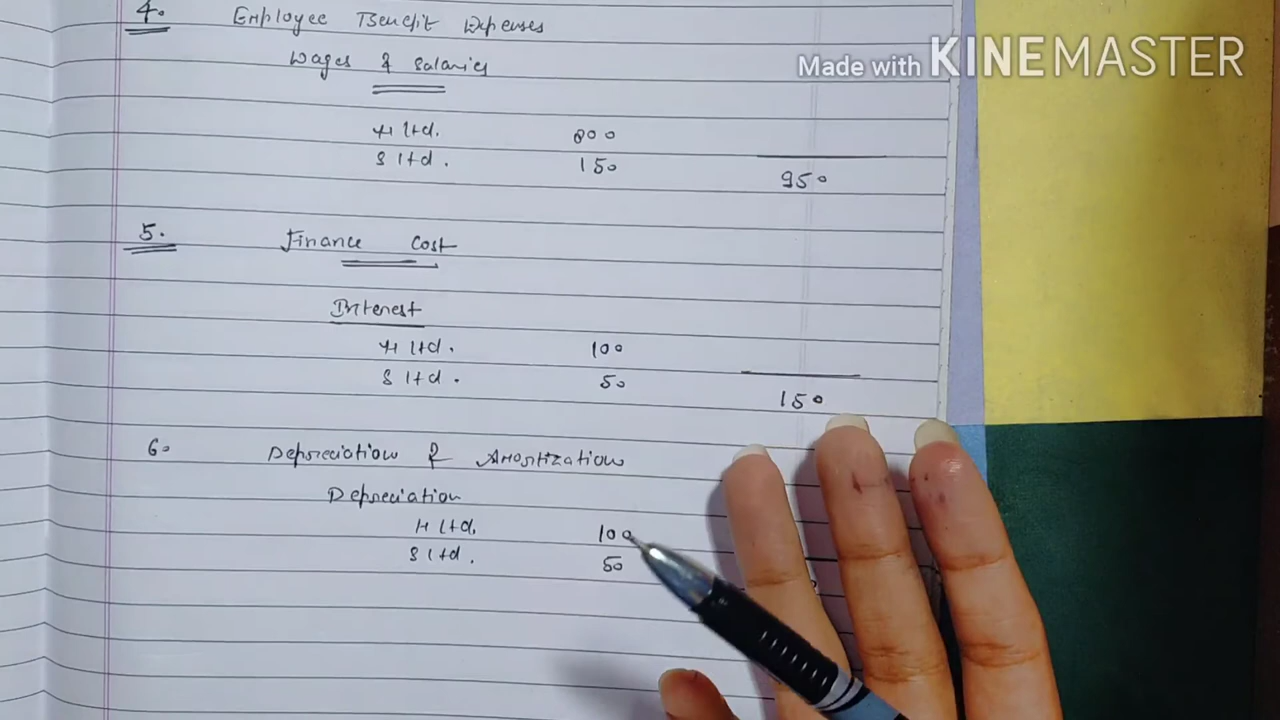 4. Employee Benefit Expenses
Made with KINEMASTER
Wages & Salaries
H ltd. 800
S ltd. 150
950
5. Finance Cost
Interest
H ltd. 100
S ltd. 50
150
6. Depreciation & Amortization
Depreciation
H ltd. 100
S ltd. 50